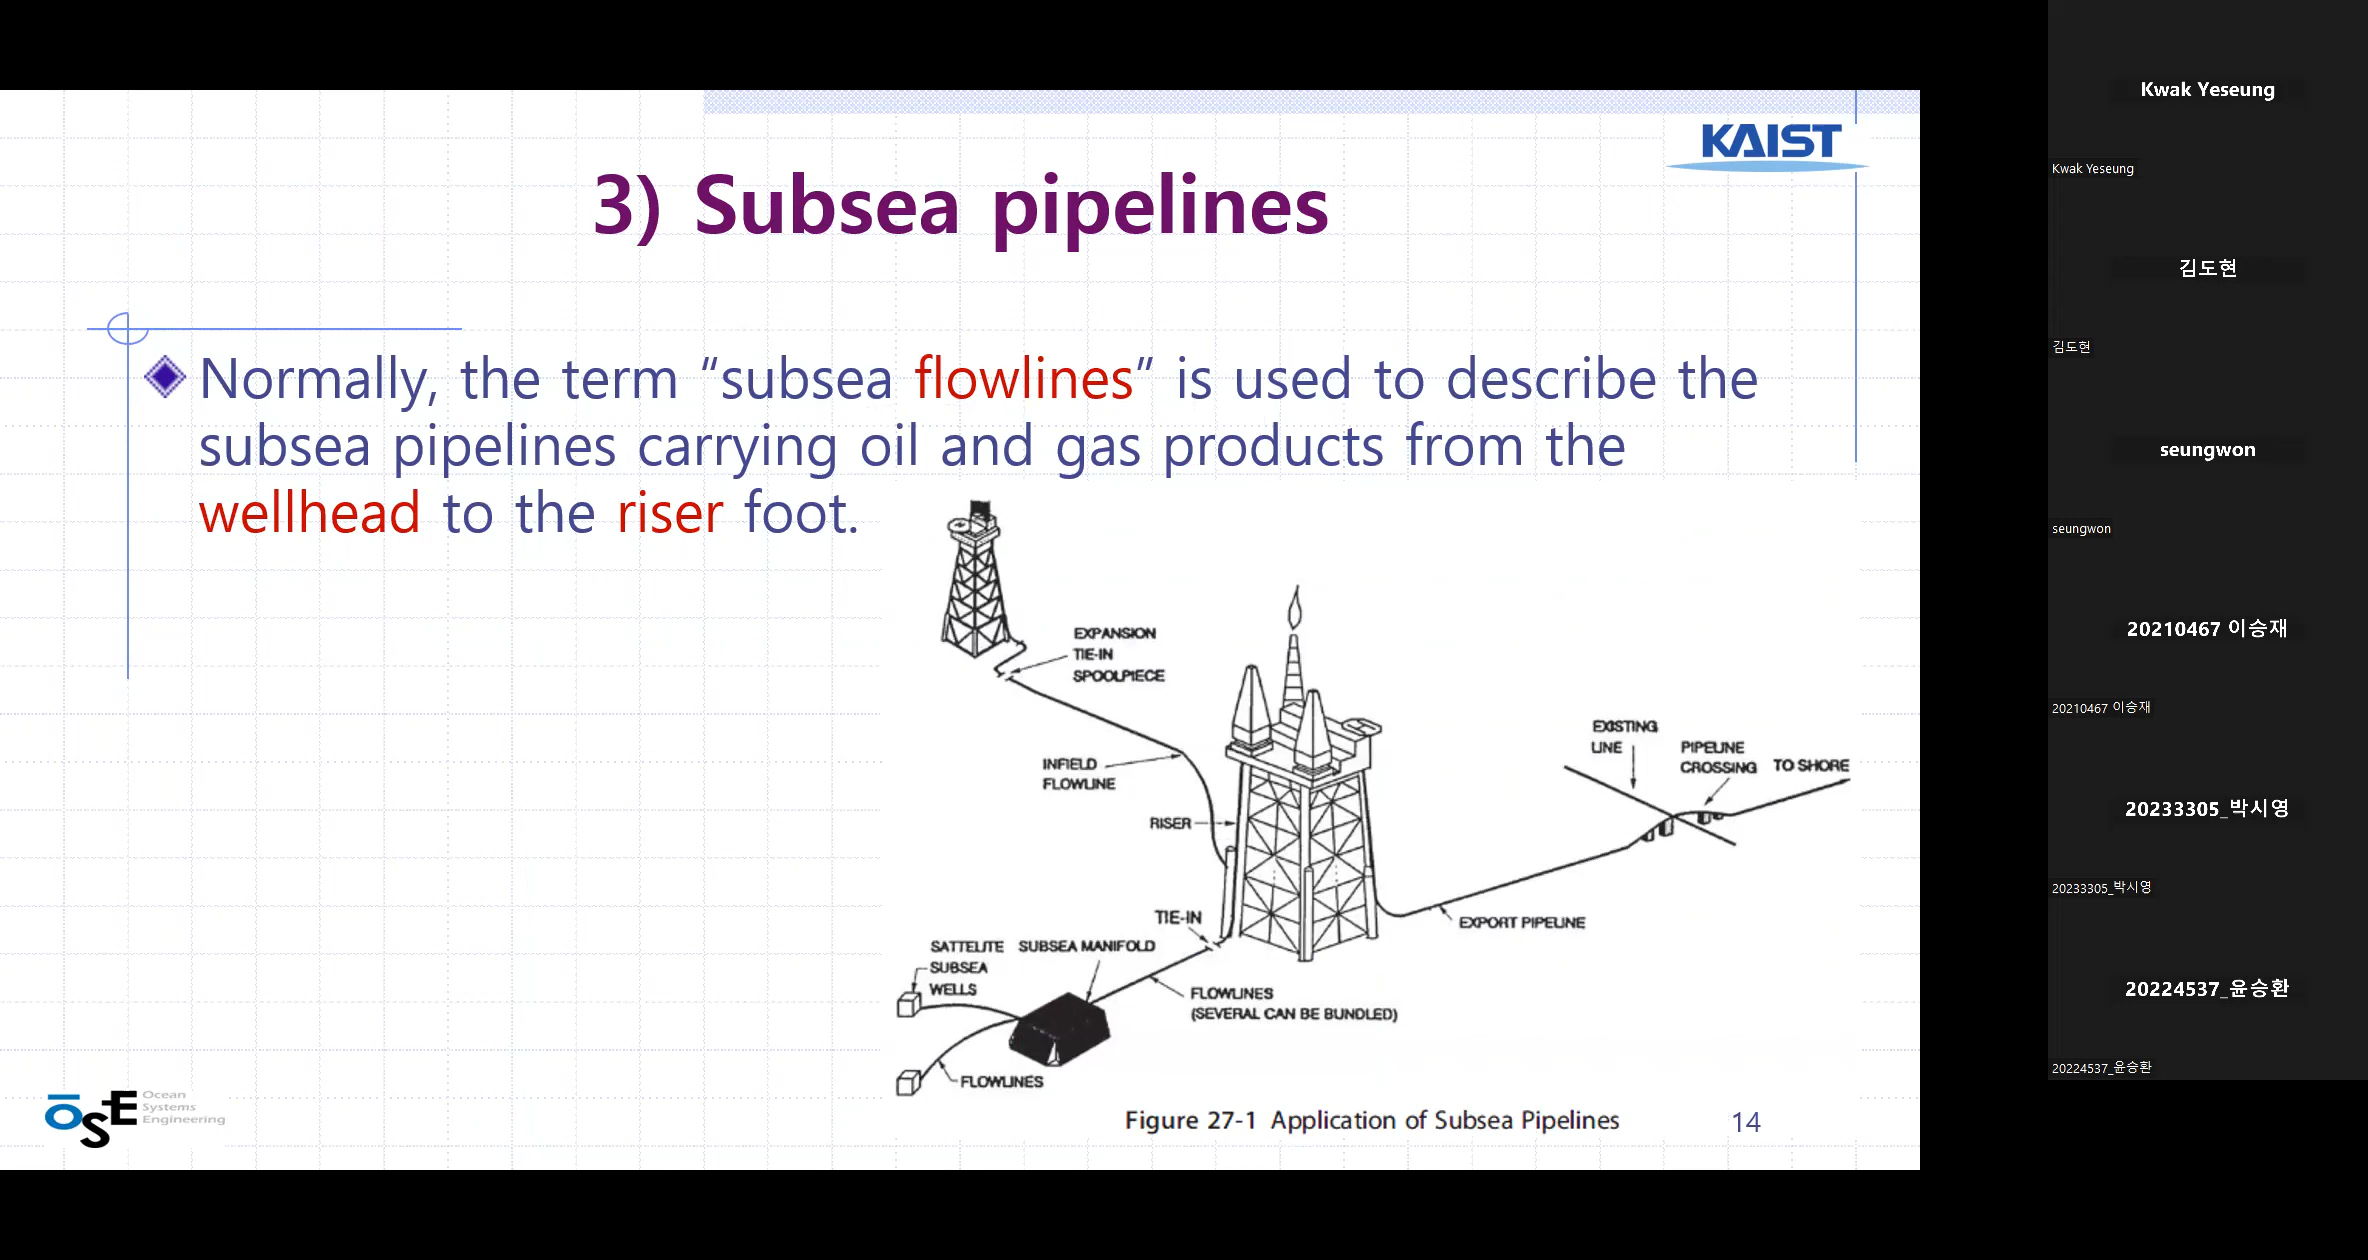 KAIST
3) Subsea pipelines
Normally, the term “subsea flowlines” is used to describe the
subsea pipelines carrying oil and gas products from the
wellhead to the riser foot.
EXPANSION
TIE-IN
SPOOLPIECE
INFIELD
FLOWLINE
RISER
EXISTING
LINE
PIPELINE
CROSSING
TO SHORE
EXPORT PIPELINE
TIE-IN
SATTELITE
SUBSEA
WELLS
SUBSEA MANIFOLD
FLOWLINES
(SEVERAL CAN BE BUNDLED)
FLOWLINES
Figure 27-1 Application of Subsea Pipelines
14
OSE
Ocean
Systems
Engineering
Kwak Yeseung
Kwak Yeseung
김도현
김도현
seungwon
seungwon
20210467 이승재
20210467 이승재
20233305_박시영
20233305_박시영
20224537_윤승환
20224537_윤승환